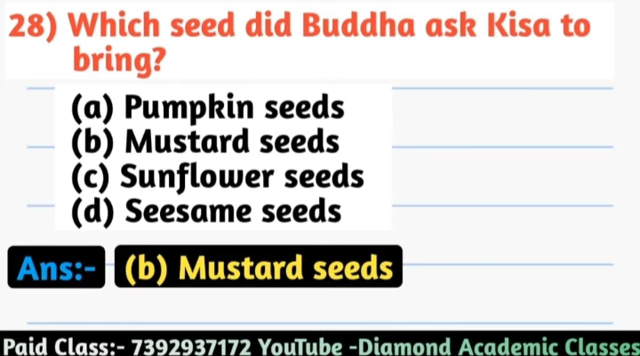 28) Which seed did Buddha ask Kisa to
bring?
(a) Pumpkin seeds
(b) Mustard seeds
(c) Sunflower seeds
(d) Seesame seeds
Ans:- (b) Mustard seeds
Paid Class:- 7392937172 YouTube -Diamond Academic Classes